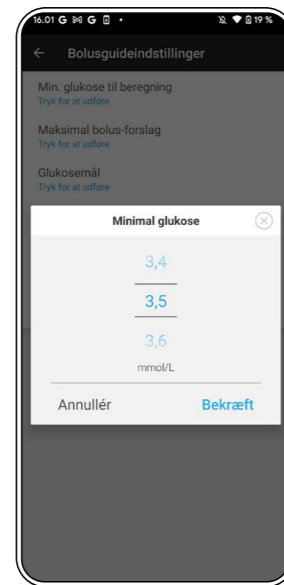 16.01 G M G 19 %
Bolusguideindstillinger
Min. glukose til beregning
Tryk for at udføre
Maksimal bolus-forslag
Tryk for at udføre
Glukosemål
Tryk for at udføre
Minimal glukose
3,4
3,5
3,6
mmol/L
Annullér Bekræft